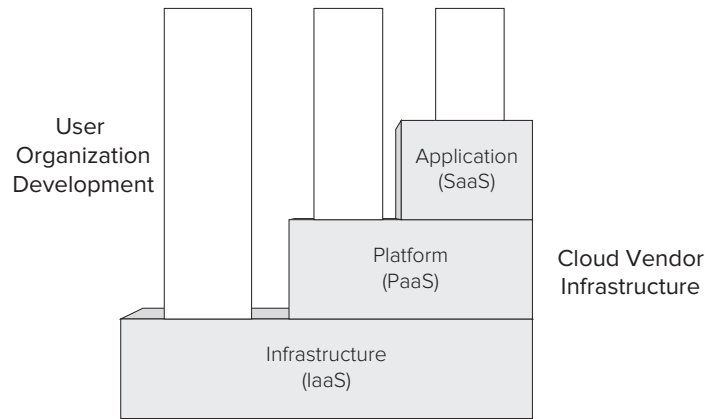 User
Organization
Development
Application
(SaaS)
Platform
(PaaS)
Cloud Vendor
Infrastructure
Infrastructure
(IaaS)